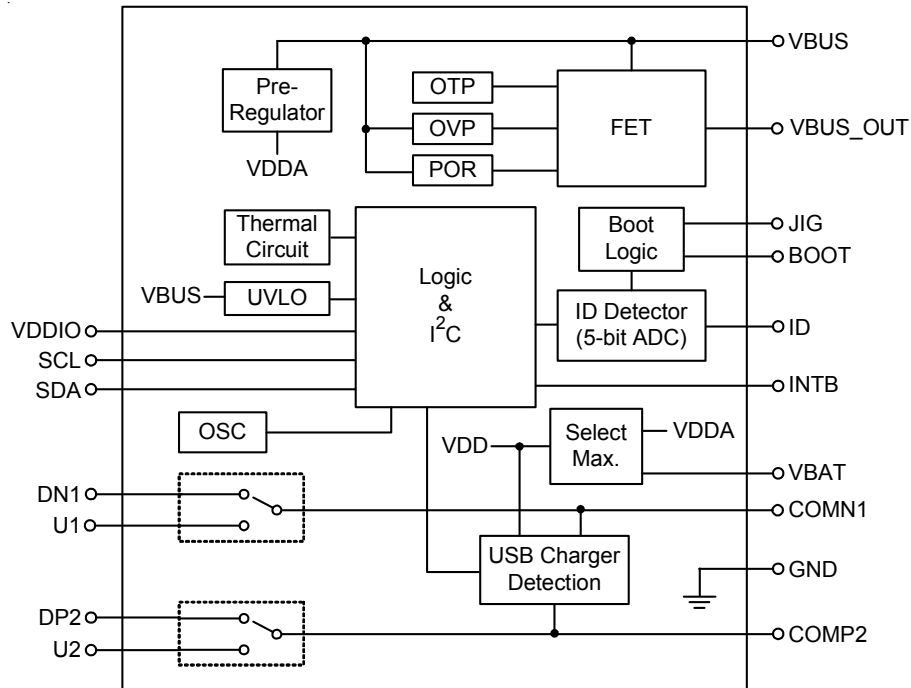 VBUS
Pre-
Regulator
OTP
OVP
FET
VBUS_OUT
VDDA
POR
Thermal
Circuit
Logic
&
I²C
Boot
Logic
JIG
BOOT
VBUS
UVLO
ID Detector
(5-bit ADC)
ID
VDDIO
SCL
SDA
INTB
OSC
VDD
Select
Max.
VDDA
VBAT
DN1
COMN1
U1
USB Charger
Detection
GND
DP2
COMP2
U2